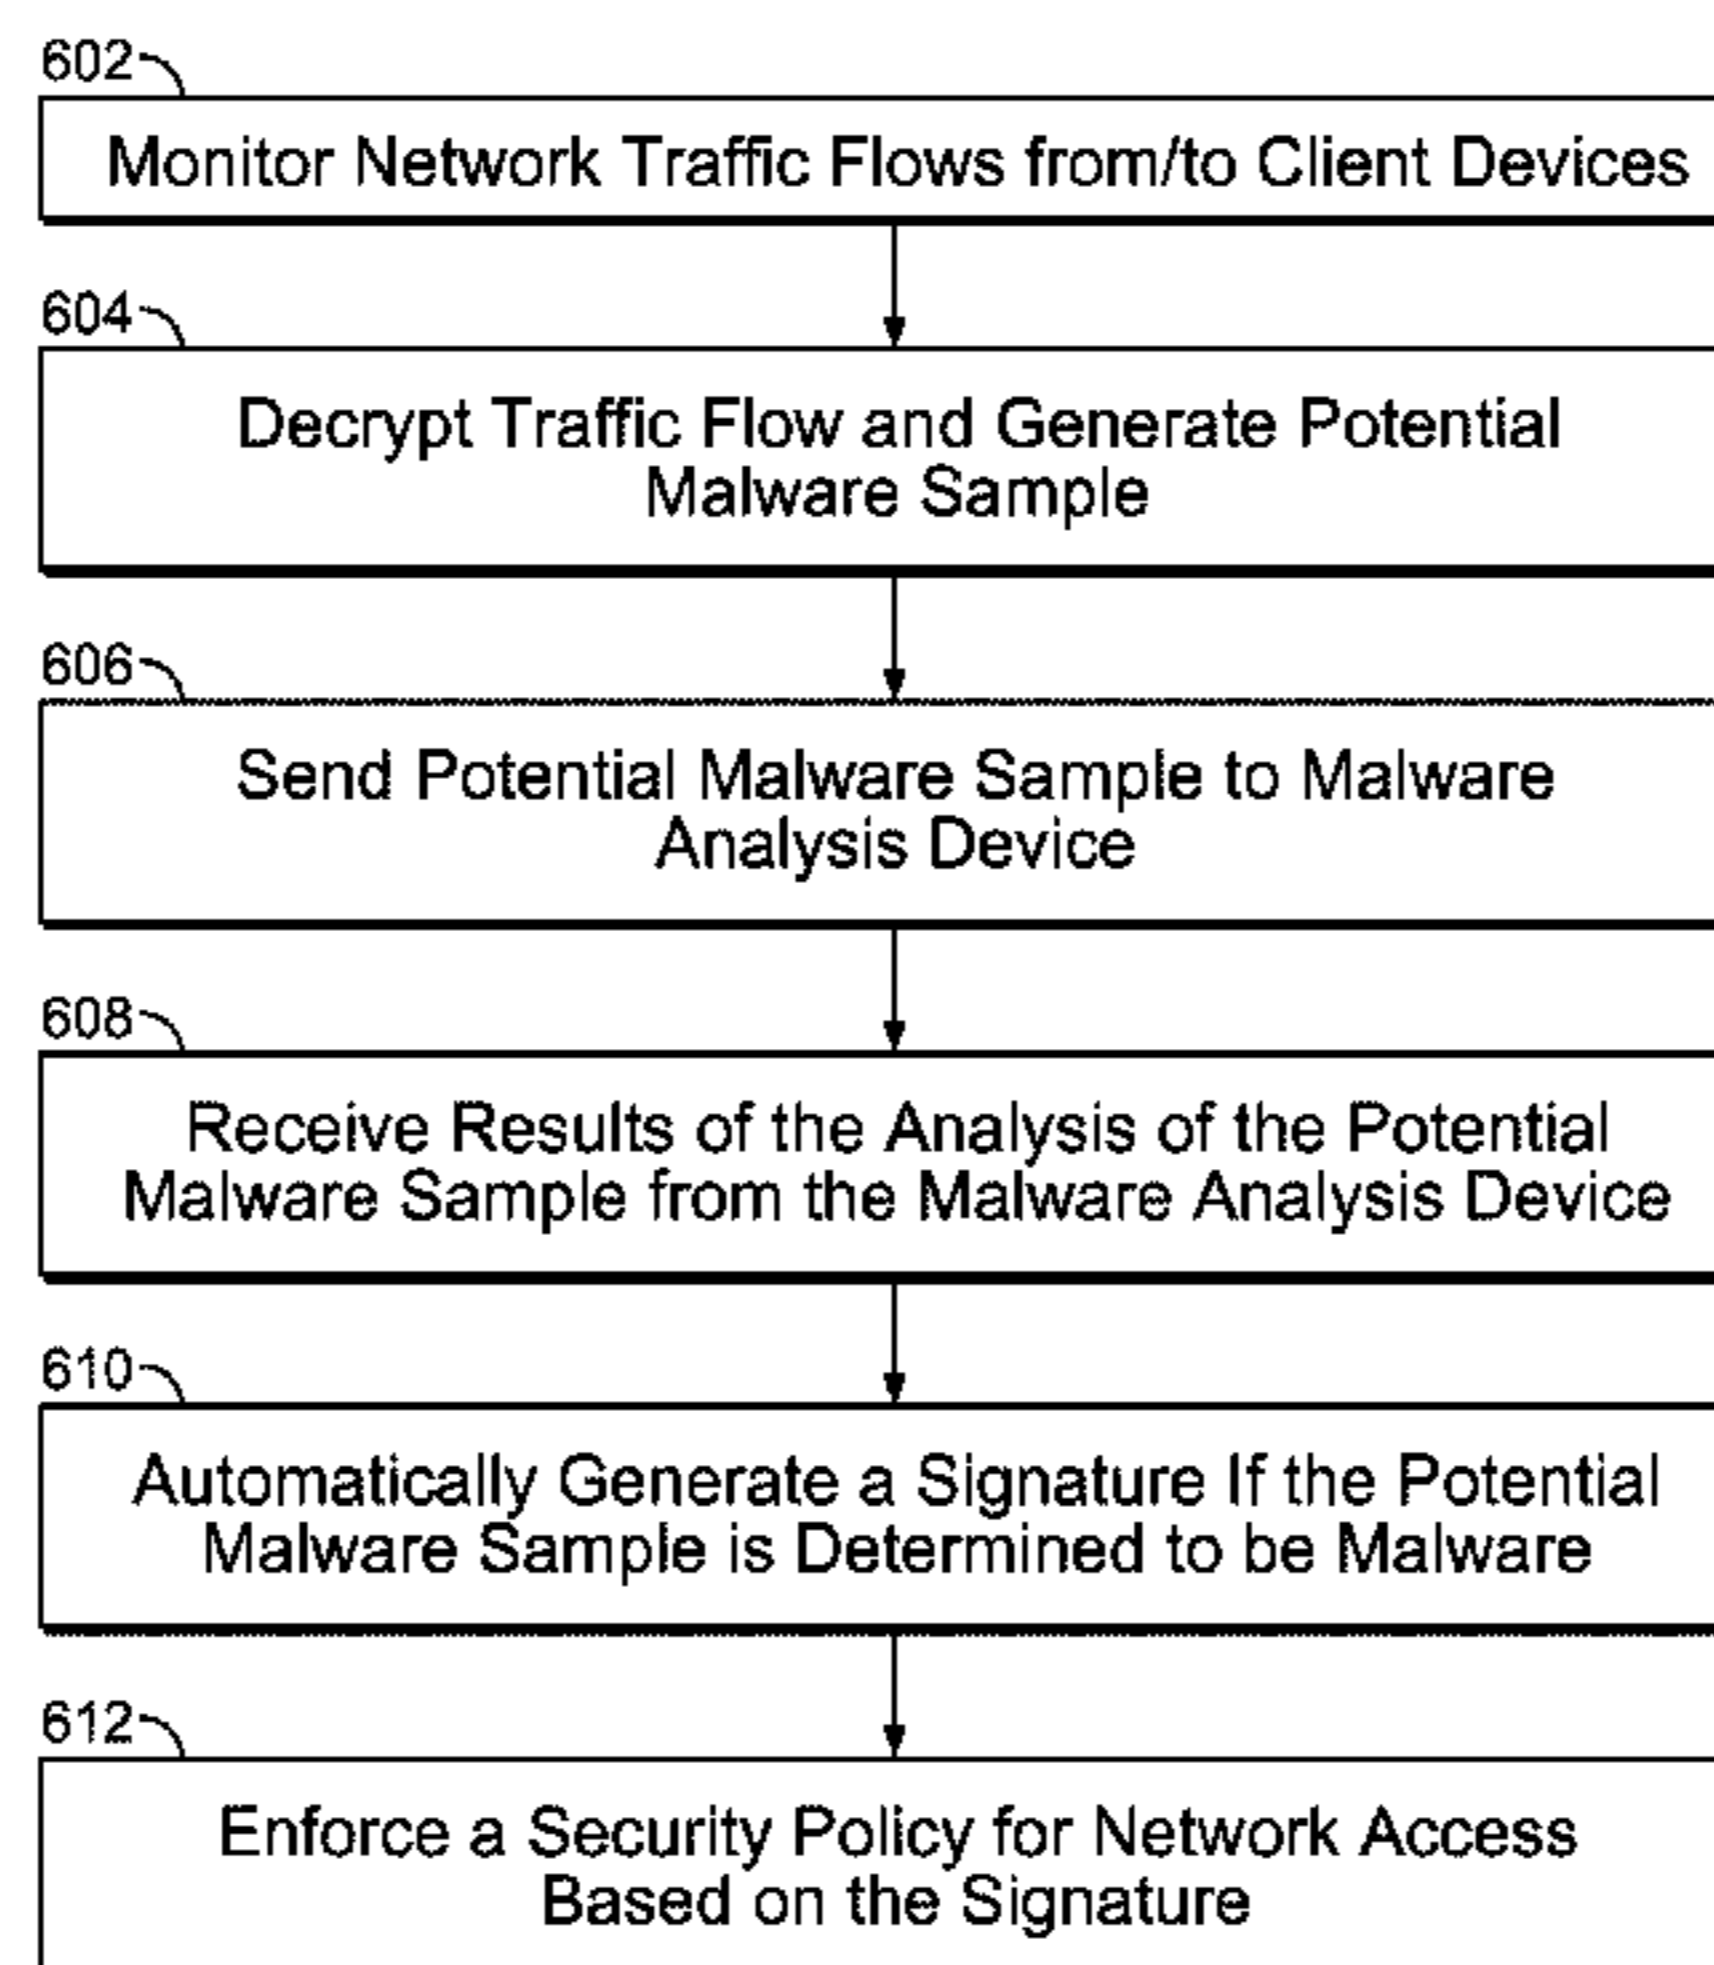 602
Monitor Network Traffic Flows from/to Client Devices
604
Decrypt Traffic Flow and Generate Potential
Malware Sample
606
Send Potential Malware Sample to Malware
Analysis Device
608
Receive Results of the Analysis of the Potential
Malware Sample from the Malware Analysis Device
610
Automatically Generate a Signature If the Potential
Malware Sample is Determined to be Malware
612
Enforce a Security Policy for Network Access
Based on the Signature